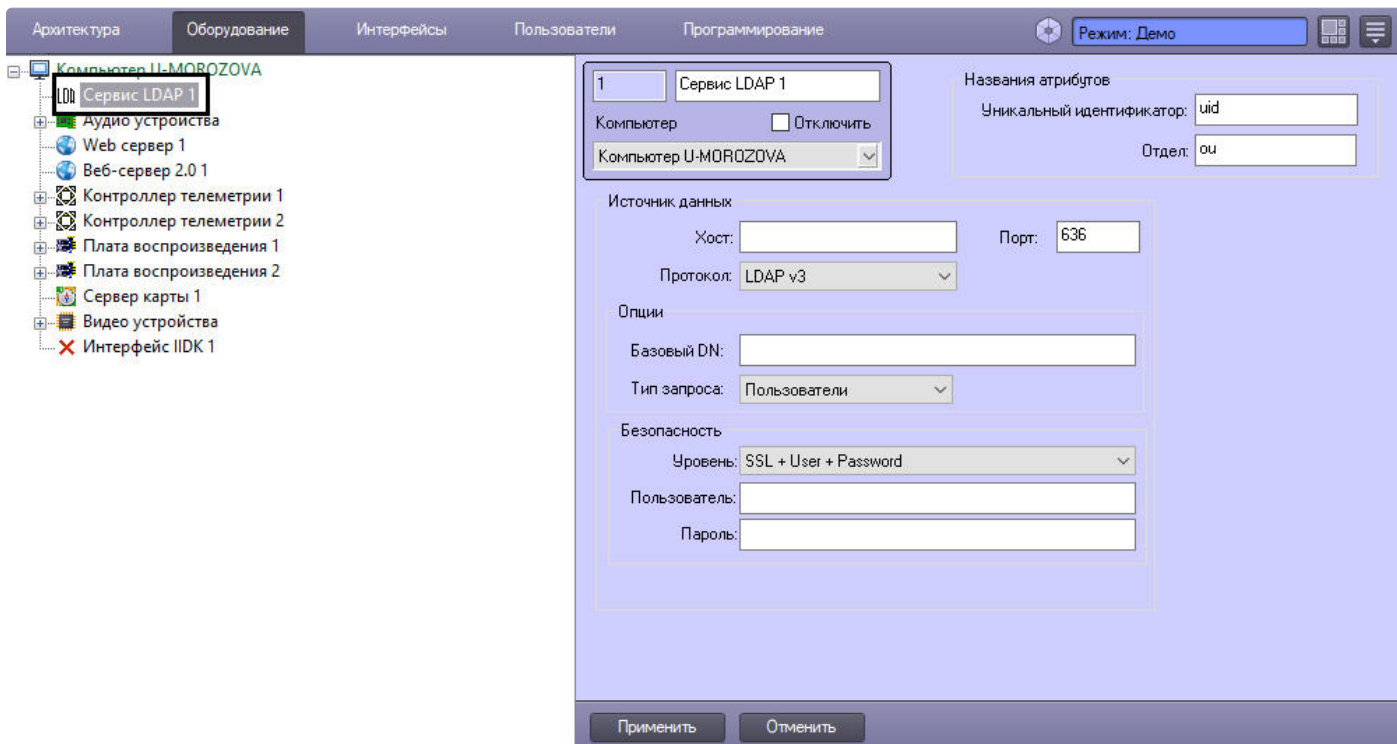 Архитектура Оборудование Интерфейсы Пользователи Программирование Режим: Демо
Компьютер U-MOROZOVA
Сервис LDAP 1
Аудио устройства
Web сервер 1
Веб-сервер 2.0 1
Контроллер телеметрии 1
Контроллер телеметрии 2
Плата воспроизведения 1
Плата воспроизведения 2
Сервер карты 1
Видео устройства
Интерфейс IIDK 1
1 Сервис LDAP 1
Компьютер Отключить
Компьютер U-MOROZOVA
Названия атрибутов
Уникальный идентификатор: uid
Отдел: ou
Источник данных
Хост: Порт: 636
Протокол: LDAP v3
Опции
Базовый DN:
Тип запроса: Пользователи
Безопасность
Уровень: SSL + User + Password
Пользователь:
Пароль:
Применить Отменить